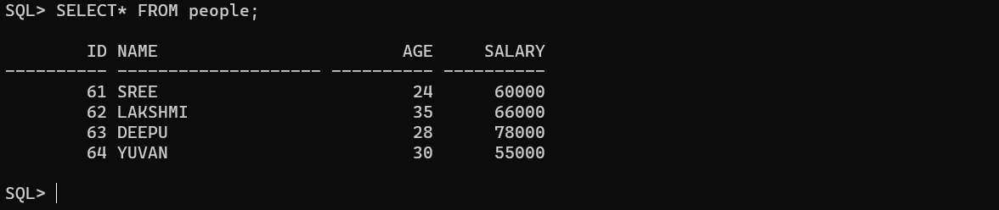 SQL> SELECT* FROM people;
        ID NAME                        AGE     SALARY
---------- -------------------- ---------- ----------
        61 SREE                         24      60000
        62 LAKSHMI                      35      66000
        63 DEEPU                        28      78000
        64 YUVAN                        30      55000
SQL>